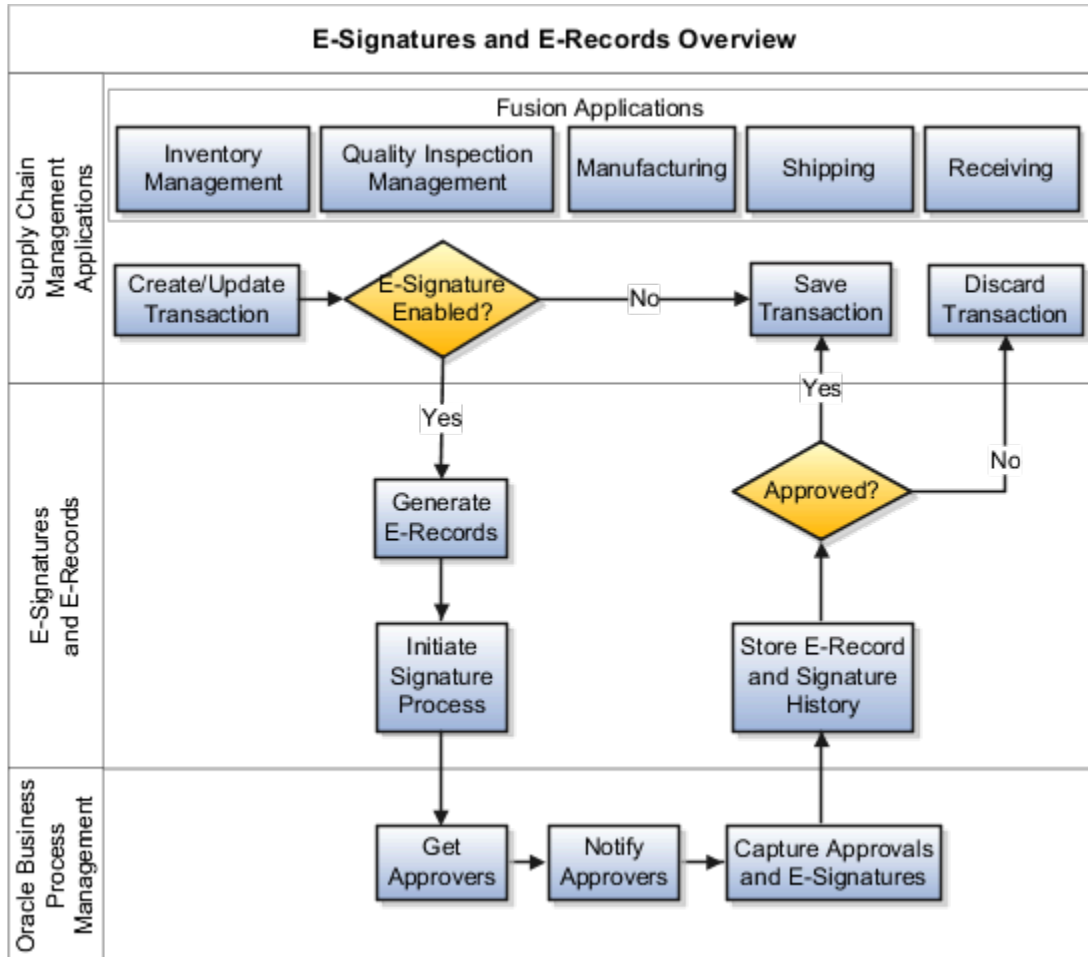 E-Signatures and E-Records Overview
Supply Chain
Management
Applications
Fusion Applications
Inventory
Management
Quality Inspection
Management
Manufacturing
Shipping
Receiving
Create/Update
Transaction
E-Signature
Enabled?
No
Save
Transaction
Discard
Transaction
Yes
Yes
E-Signatures
and E-Records
Generate
E-Records
Approved?
No
Initiate
Signature
Process
Store E-Record
and Signature
History
Oracle Business
Process
Management
Get
Approvers
Notify
Approvers
Capture Approvals
and E-Signatures